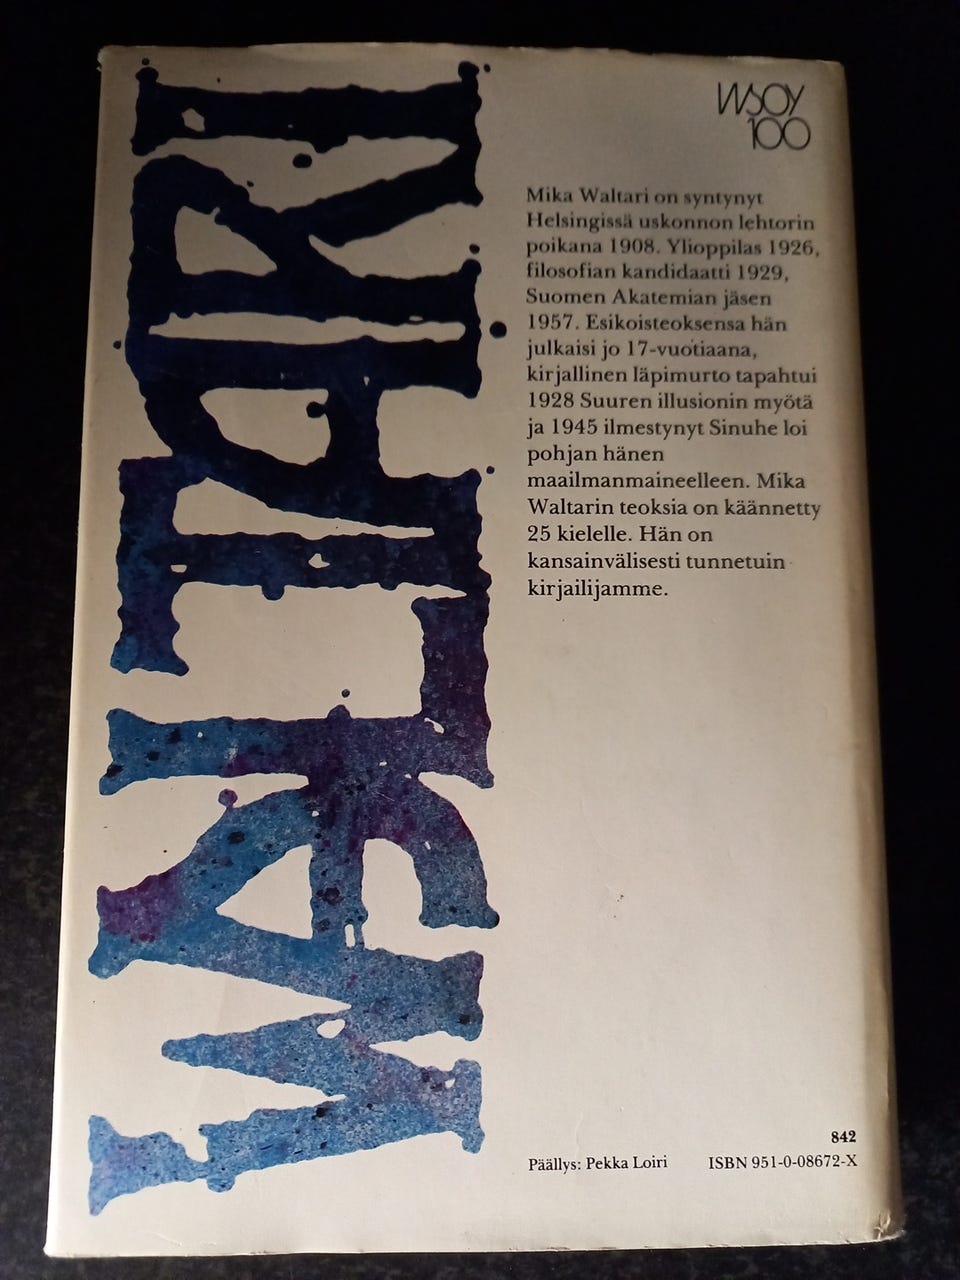 WALTARI
WSOY
100
Mika Waltari on syntynyt
Helsingissä uskonnon lehtorin
poikana 1908. Ylioppilas 1926,
filosofian kandidaatti 1929,
Suomen Akatemian jäsen
1957. Esikoisteoksensa hän
julkaisi jo 17-vuotiaana,
kirjallinen läpimurto tapahtui
1928 Suuren illusionin myötä
ja 1945 ilmestynyt Sinuhe loi
pohjan hänen
maailmanmaineelleen. Mika
Waltarin teoksia on käännetty
25 kielelle. Hän on
kansainvälisesti tunnetuin
kirjailijamme.
842
Päällys: Pekka Loiri ISBN 951-0-08672-X